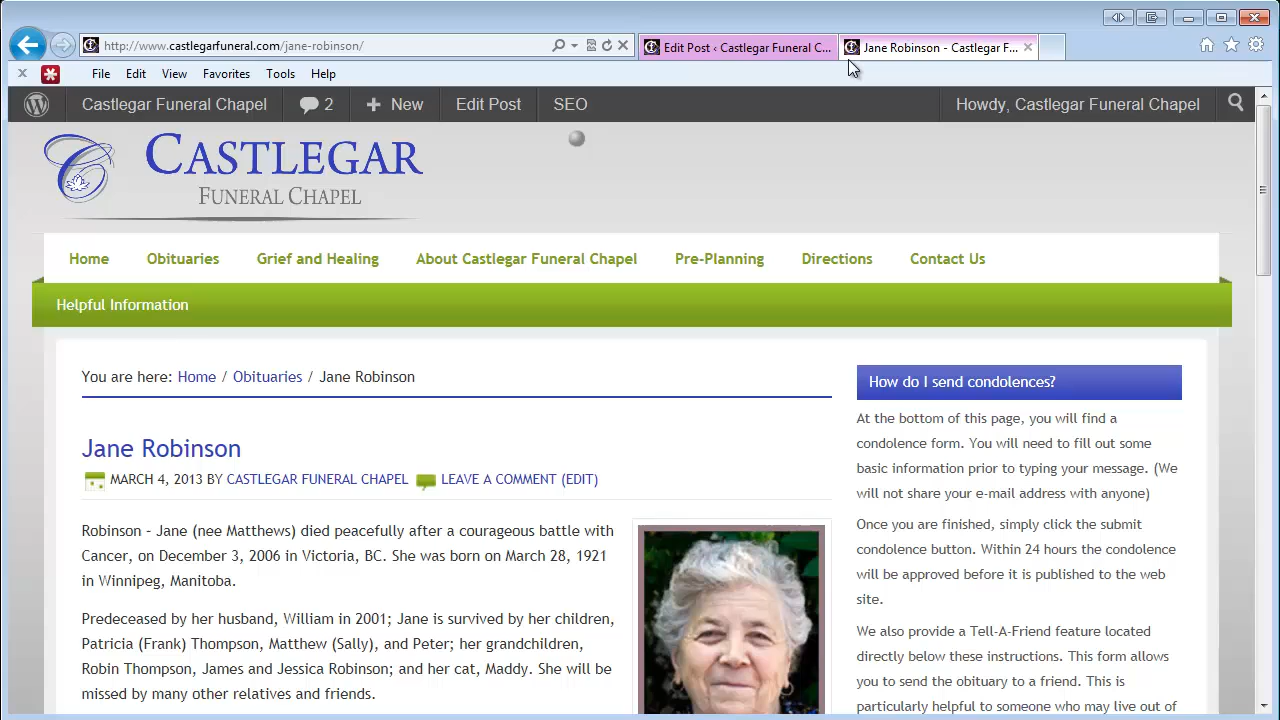 http://www.castlegarfuneral.com/jane-robinson/
Edit Post ‹ Castlegar Funeral C...
Jane Robinson - Castlegar F...
File Edit View Favorites Tools Help
Castlegar Funeral Chapel 2 New Edit Post SEO Howdy, Castlegar Funeral Chapel
CASTLEGAR
FUNERAL CHAPEL
Home Obituaries Grief and Healing About Castlegar Funeral Chapel Pre-Planning Directions Contact Us
Helpful Information
You are here: Home / Obituaries / Jane Robinson
Jane Robinson
MARCH 4, 2013 BY CASTLEGAR FUNERAL CHAPEL LEAVE A COMMENT (EDIT)
Robinson - Jane (nee Matthews) died peacefully after a courageous battle with
Cancer, on December 3, 2006 in Victoria, BC. She was born on March 28, 1921
in Winnipeg, Manitoba.
Predeceased by her husband, William in 2001; Jane is survived by her children,
Patricia (Frank) Thompson, Matthew (Sally), and Peter; her grandchildren,
Robin Thompson, James and Jessica Robinson; and her cat, Maddy. She will be
missed by many other relatives and friends.
How do I send condolences?
At the bottom of this page, you will find a
condolence form. You will need to fill out some
basic information prior to typing your message. (We
will not share your e-mail address with anyone)
Once you are finished, simply click the submit
condolence button. Within 24 hours the condolence
will be approved before it is published to the web
site.
We also provide a Tell-A-Friend feature located
directly below these instructions. This form allows
you to send the obituary to a friend. This is
particularly helpful to someone who may live out of